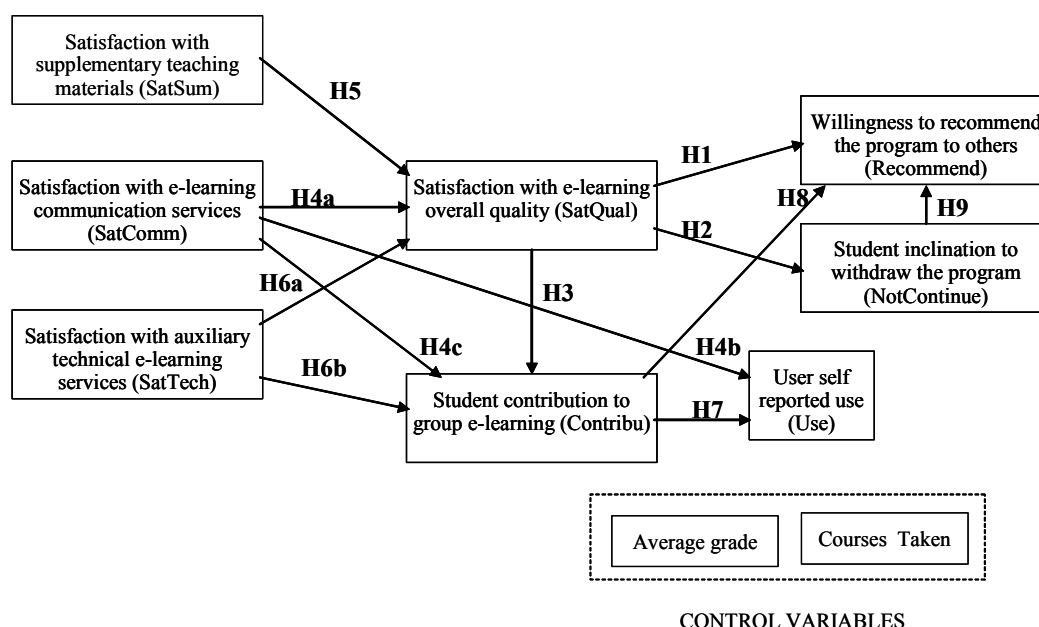 Satisfaction with
supplementary teaching
materials (SatSum)
H5
Satisfaction with e-learning
communication services
(SatComm)
H4a
Satisfaction with e-learning
overall quality (SatQual)
H1
H2
Willingness to recommend
the program to others
(Recommend)
H8
H9
Student inclination to
withdraw the program
(NotContinue)
H6a
H3
Satisfaction with auxiliary
technical e-learning
services (SatTech)
H6b
H4c
H4b
Student contribution to
group e-learning (Contribu)
H7
User self
reported use
(Use)
Average grade
Courses Taken
CONTROL VARIABLES